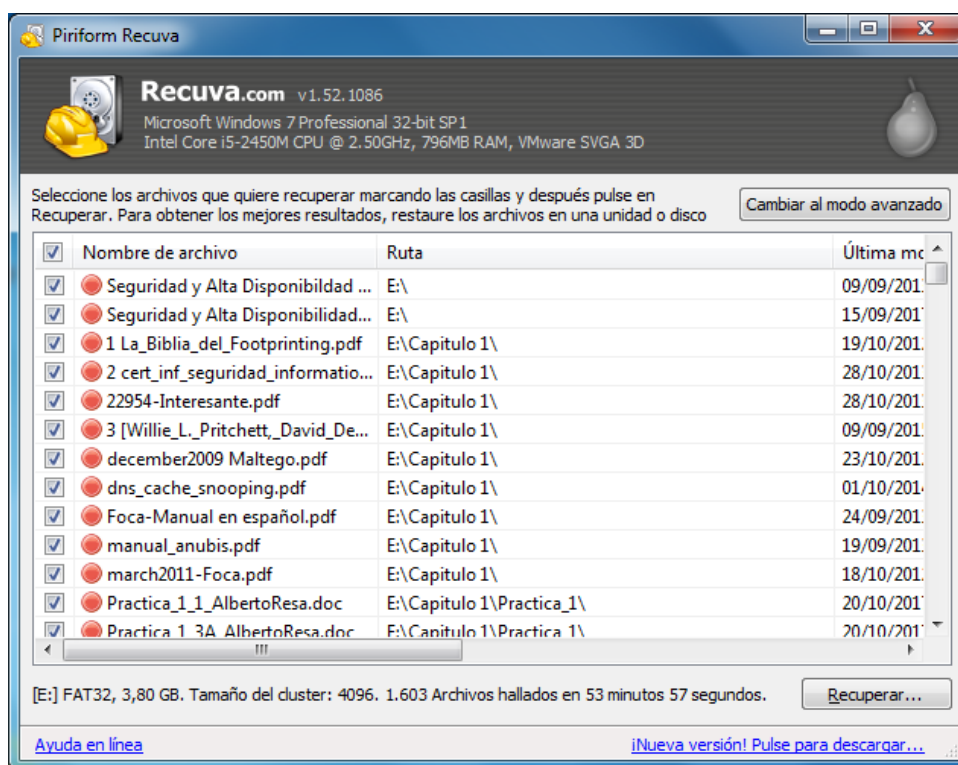 Piriform Recuva
Recuva.com v1.52.1086
Microsoft Windows 7 Professional 32-bit SP1
Intel Core i5-2450M CPU @ 2.50GHz, 796MB RAM, VMware SVGA 3D
Seleccione los archivos que quiere recuperar marcando las casillas y después pulse en
Recuperar. Para obtener los mejores resultados, restaure los archivos en una unidad o disco
Cambiar al modo avanzado
Nombre de archivo Ruta Última mo
Seguridad y Alta Disponibildad ... E:\ 09/09/201
Seguridad y Alta Disponibilidad... E:\ 15/09/201
1 La_Biblia_del_Footprinting.pdf E:\Capitulo 1\ 19/10/201
2 cert_inf_seguridad_informatio... E:\Capitulo 1\ 28/10/201
22954-Interesante.pdf E:\Capitulo 1\ 28/10/201
3 [Willie_L._Pritchett,_David_De... E:\Capitulo 1\ 09/09/201
december2009 Maltego.pdf E:\Capitulo 1\ 23/10/201
dns_cache_snooping.pdf E:\Capitulo 1\ 01/10/201
Foca-Manual en español.pdf E:\Capitulo 1\ 24/09/201
manual_anubis.pdf E:\Capitulo 1\ 19/09/201
march2011-Foca.pdf E:\Capitulo 1\ 18/10/201
Practica_1_1_AlbertoResa.doc E:\Capitulo 1\Practica_1\ 20/10/201
Practica_1_3A_AlbertoResa.doc E:\Capitulo 1\Practica_1\ 20/10/201
[E:] FAT32, 3,80 GB. Tamaño del cluster: 4096. 1.603 Archivos hallados en 53 minutos 57 segundos.
Recuperar...
Ayuda en línea
¡Nueva versión! Pulse para descargar...